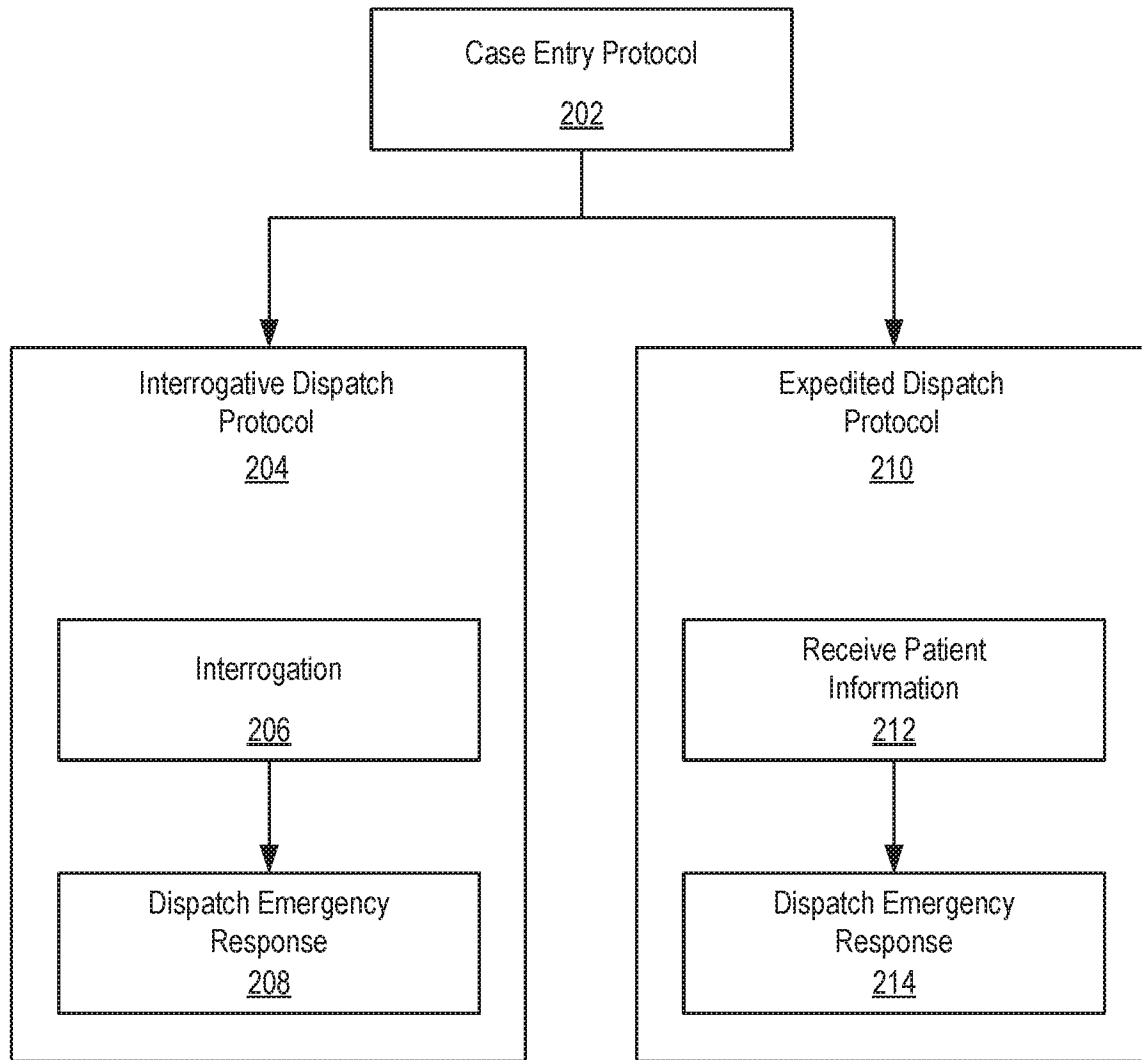 Case Entry Protocol
202
Interrogative Dispatch
Protocol
204
Interrogation
206
Dispatch Emergency
Response
208
Expedited Dispatch
Protocol
210
Receive Patient
Information
212
Dispatch Emergency
Response
214